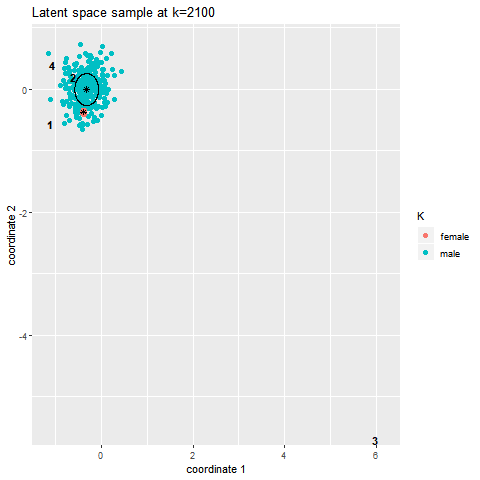 Latent space sample at k=2100
4
2
1
3
0
-2
-4
coordinate 2
0
2
4
6
coordinate 1
K
female
male